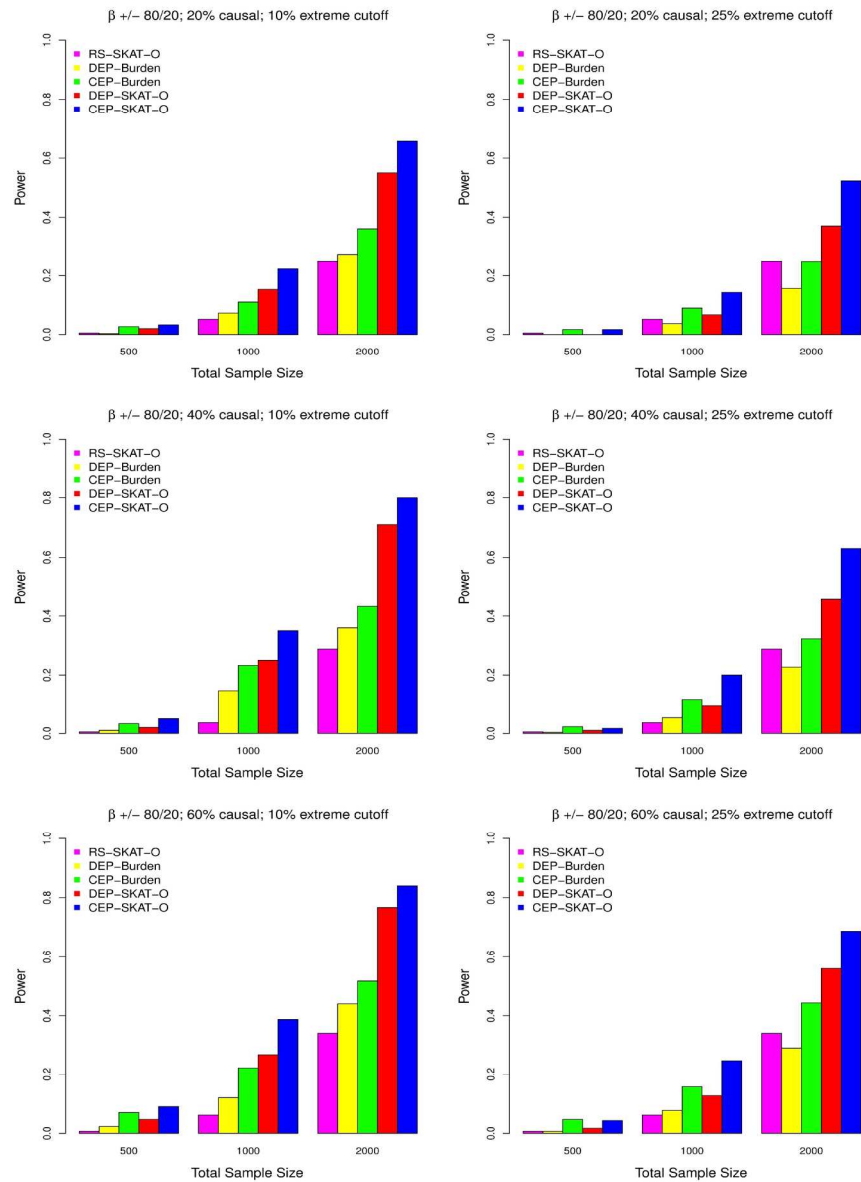 β +/− 80/20; 20% causal; 10% extreme cutoff
1.0
0.8
0.6
0.4
0.2
0.0
Power
RS−SKAT−O
DEP−Burden
CEP−Burden
DEP−SKAT−O
CEP−SKAT−O
500 1000 2000
Total Sample Size
β +/− 80/20; 20% causal; 25% extreme cutoff
1.0
0.8
0.6
0.4
0.2
0.0
Power
RS−SKAT−O
DEP−Burden
CEP−Burden
DEP−SKAT−O
CEP−SKAT−O
500 1000 2000
Total Sample Size
β +/− 80/20; 40% causal; 10% extreme cutoff
1.0
0.8
0.6
0.4
0.2
0.0
Power
RS−SKAT−O
DEP−Burden
CEP−Burden
DEP−SKAT−O
CEP−SKAT−O
500 1000 2000
Total Sample Size
β +/− 80/20; 40% causal; 25% extreme cutoff
1.0
0.8
0.6
0.4
0.2
0.0
Power
RS−SKAT−O
DEP−Burden
CEP−Burden
DEP−SKAT−O
CEP−SKAT−O
500 1000 2000
Total Sample Size
β +/− 80/20; 60% causal; 10% extreme cutoff
1.0
0.8
0.6
0.4
0.2
0.0
Power
RS−SKAT−O
DEP−Burden
CEP−Burden
DEP−SKAT−O
CEP−SKAT−O
500 1000 2000
Total Sample Size
β +/− 80/20; 60% causal; 25% extreme cutoff
1.0
0.8
0.6
0.4
0.2
0.0
Power
RS−SKAT−O
DEP−Burden
CEP−Burden
DEP−SKAT−O
CEP−SKAT−O
500 1000 2000
Total Sample Size